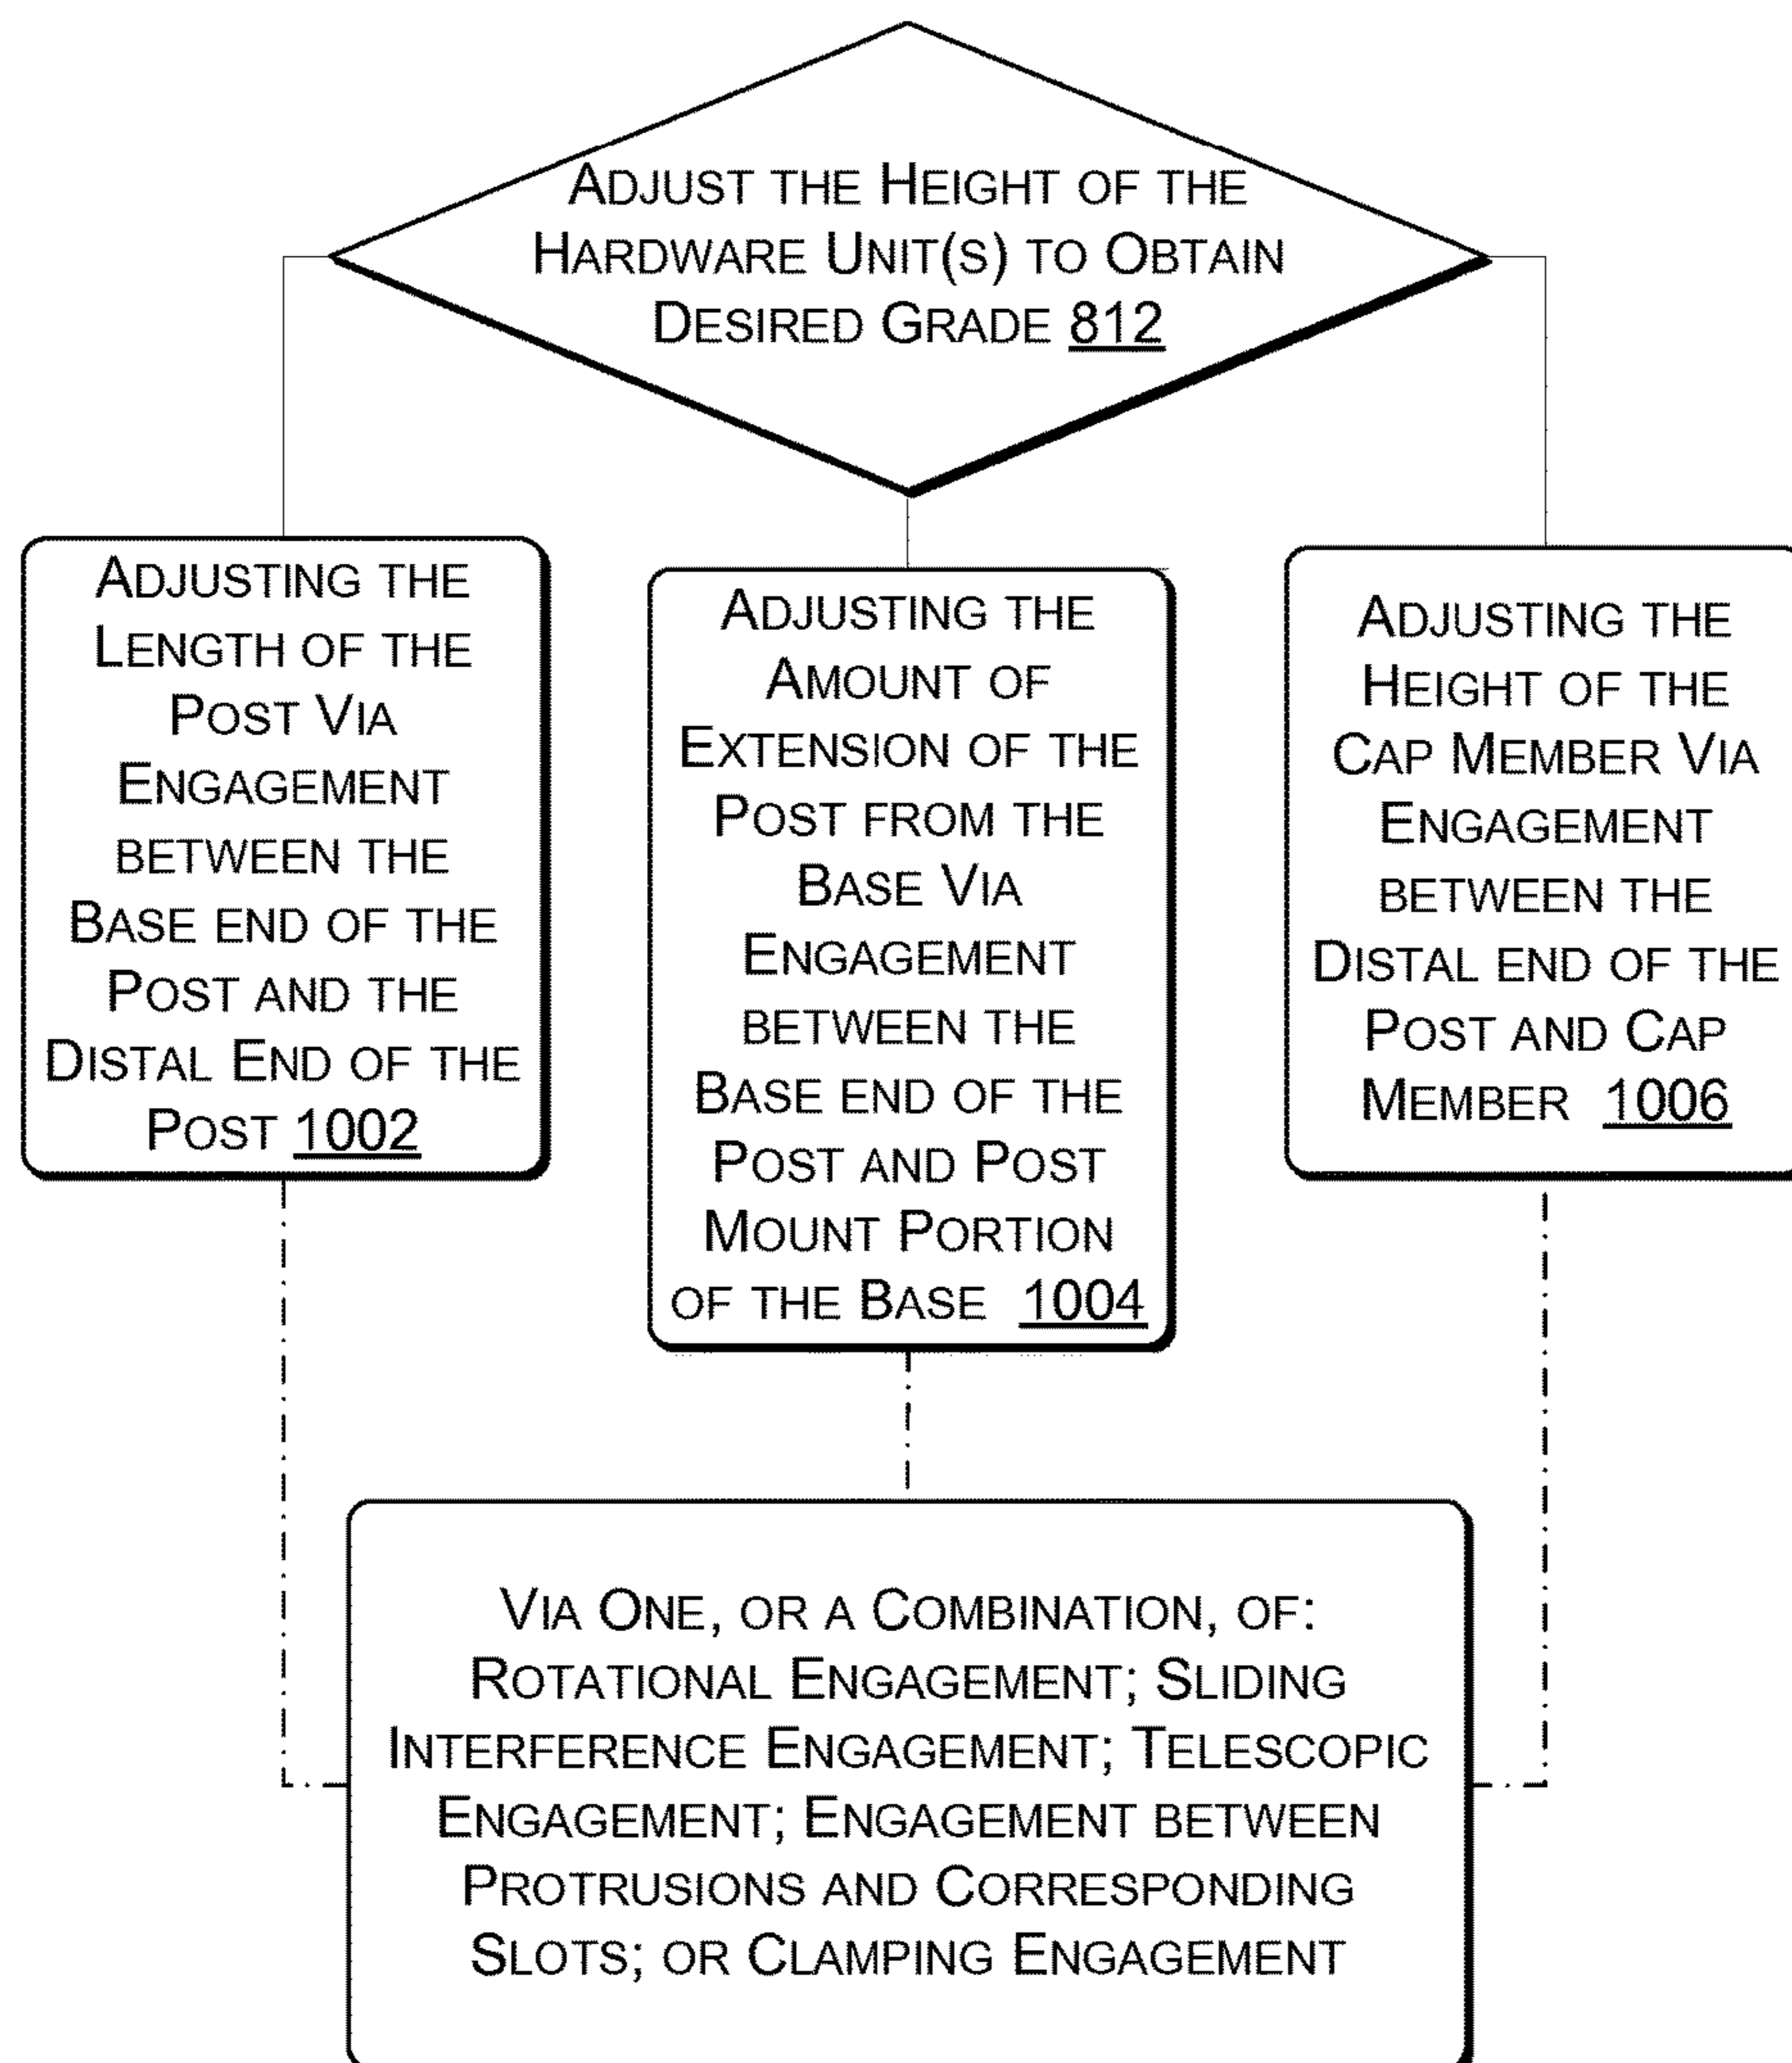 ADJUST THE HEIGHT OF THE
HARDWARE UNIT(S) TO OBTAIN
DESIRED GRADE 812
ADJUSTING THE
LENGTH OF THE
POST VIA
ENGAGEMENT
BETWEEN THE
BASE END OF THE
POST AND THE
DISTAL END OF THE
POST 1002
ADJUSTING THE
AMOUNT OF
EXTENSION OF THE
POST FROM THE
BASE VIA
ENGAGEMENT
BETWEEN THE
BASE END OF THE
POST AND POST
MOUNT PORTION
OF THE BASE 1004
ADJUSTING THE
HEIGHT OF THE
CAP MEMBER VIA
ENGAGEMENT
BETWEEN THE
DISTAL END OF THE
POST AND CAP
MEMBER 1006
VIA ONE, OR A COMBINATION, OF:
ROTATIONAL ENGAGEMENT; SLIDING
INTERFERENCE ENGAGEMENT; TELESCOPIC
ENGAGEMENT; ENGAGEMENT BETWEEN
PROTRUSIONS AND CORRESPONDING
SLOTS; OR CLAMPING ENGAGEMENT